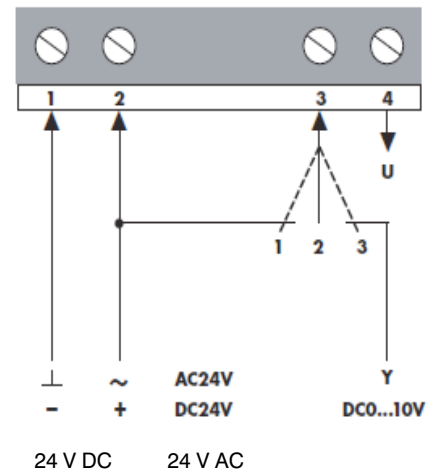 1 2 3 4
U
1 2 3
⊥ ~ AC24V Y
- + DC24V DC0...10V
24 V DC 24 V AC